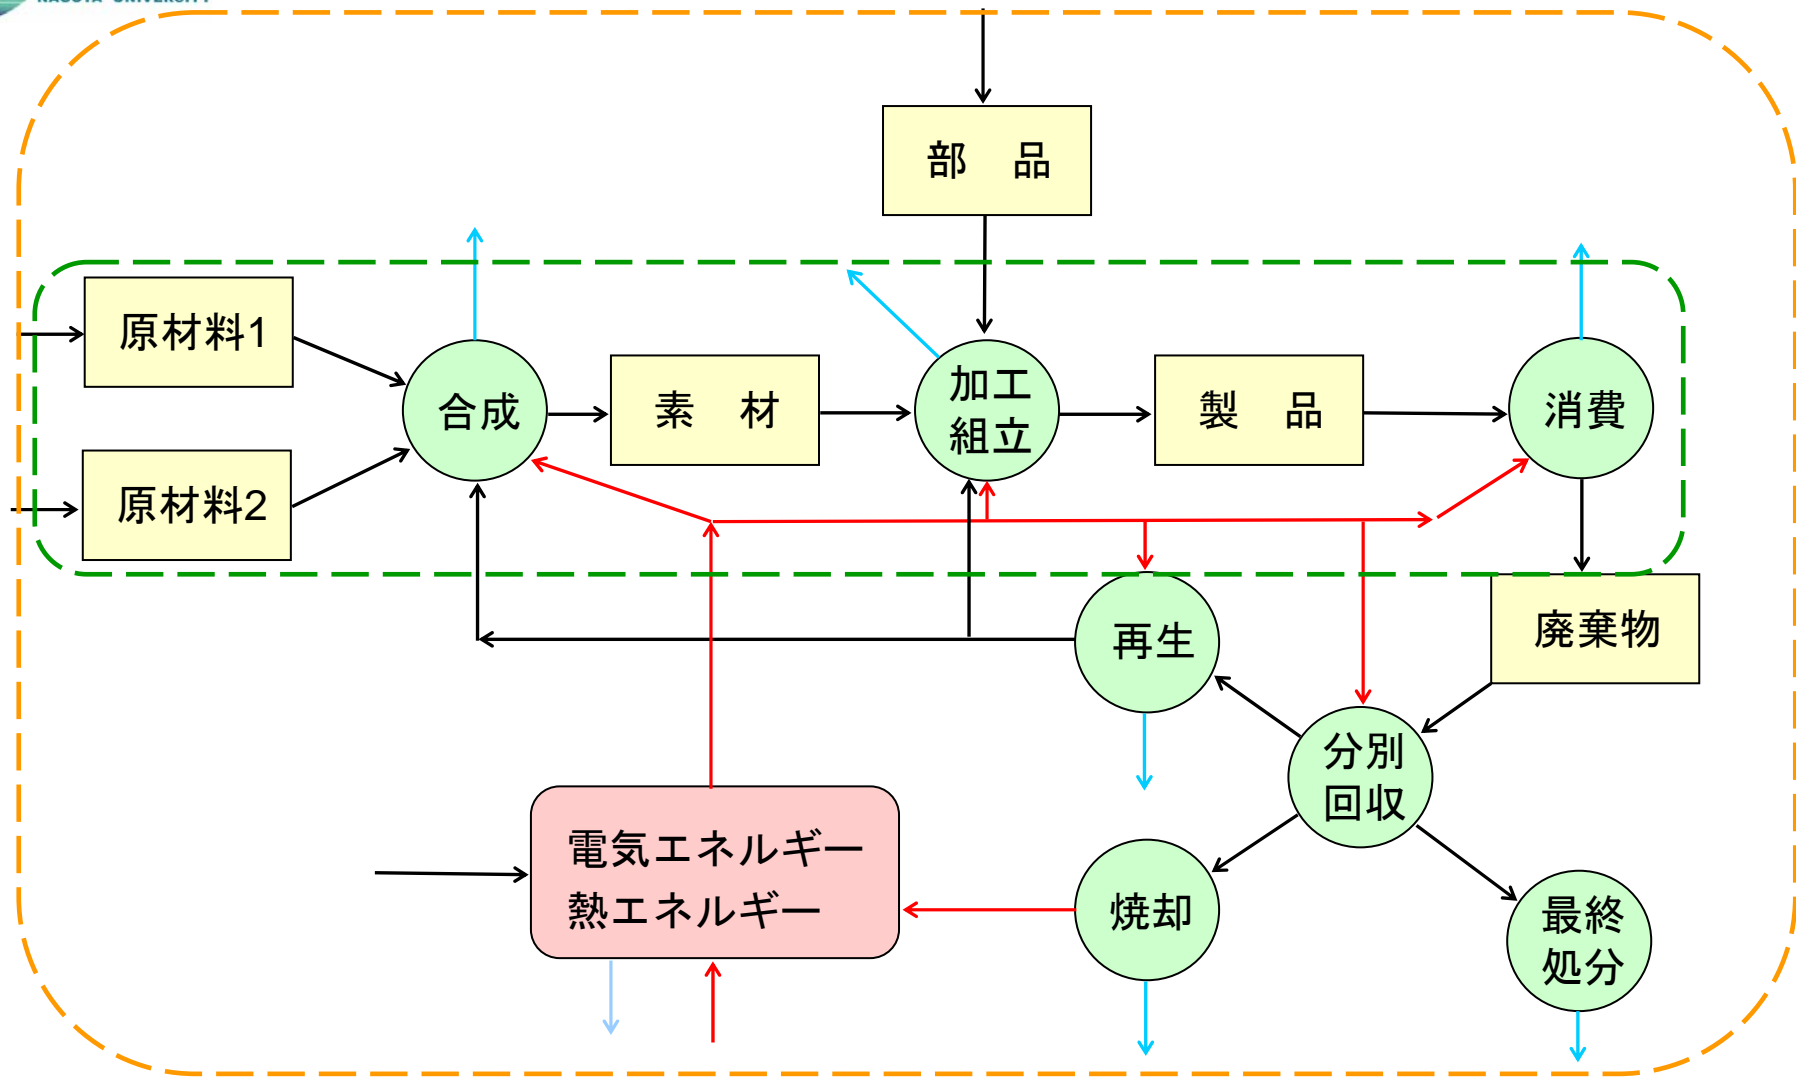 NAGOYA UNIVERSITY
部　品
原材料1
合成
素　材
加工
組立
製　品
消費
原材料2
再生
廃棄物
分別
回収
電気エネルギー
熱エネルギー
焼却
最終
処分